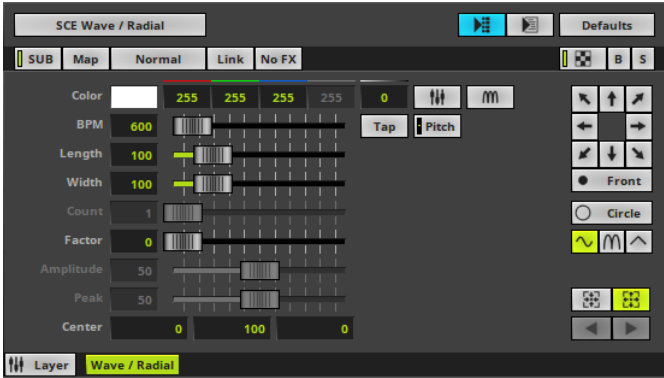 SCE Wave / Radial Defaults
SUB Map Normal Link No FX B S
Color 255 255 255 255 0
BPM 600 Tap Pitch
Length 100
Width 100 Front
Count 1 Circle
Factor 0
Amplitude 50
Peak 50
Center 0 100 0
Layer Wave / Radial